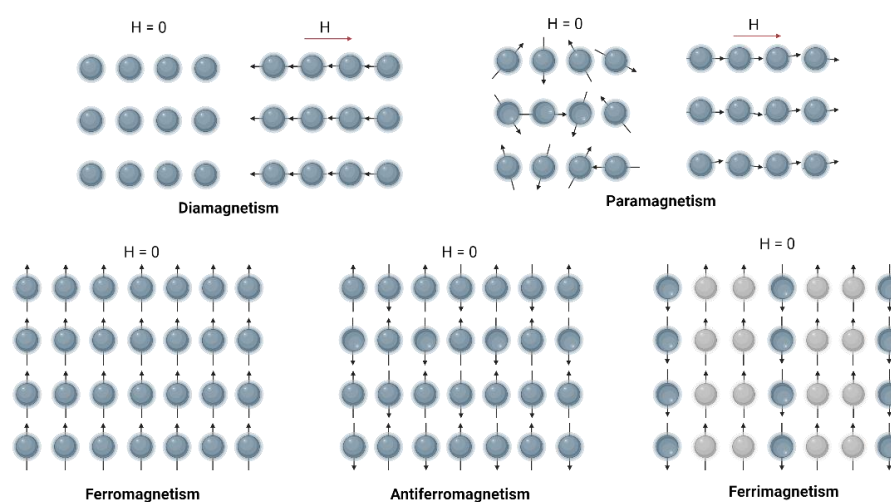 H = 0
H
Diamagnetism
H = 0
H
Paramagnetism
H = 0
Ferromagnetism
H = 0
Antiferromagnetism
H = 0
Ferrimagnetism